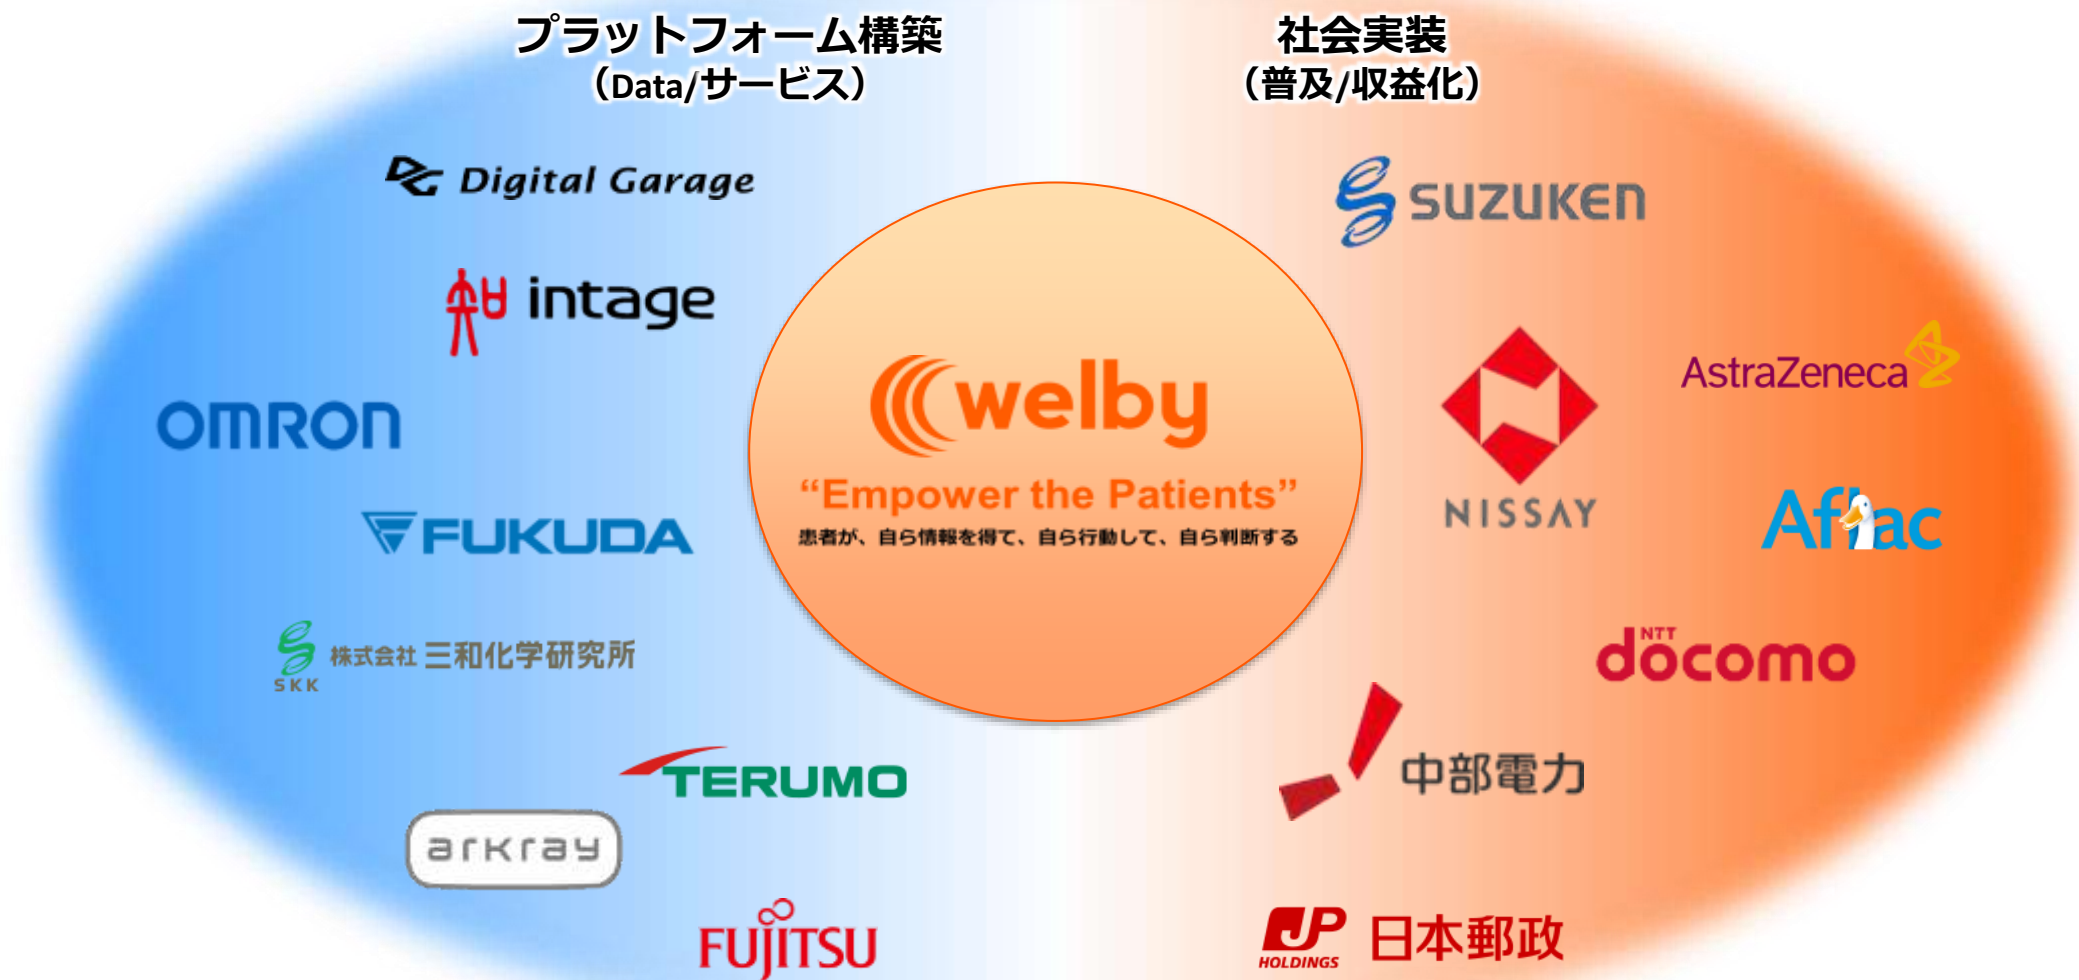 プラットフォーム構築
（Data/サービス）
社会実装
（普及/収益化）
Digital Garage
intage
OMRON
FUKUDA
SKK
株式会社 三和化学研究所
TERUMO
arkray
FUJITSU
welby
“Empower the Patients”
患者が、自ら情報を得て、自ら行動して、自ら判断する
SUZUKEN
NISSAY
AstraZeneca
Aflac
NTT
docomo
中部電力
JP
HOLDINGS
日本郵政